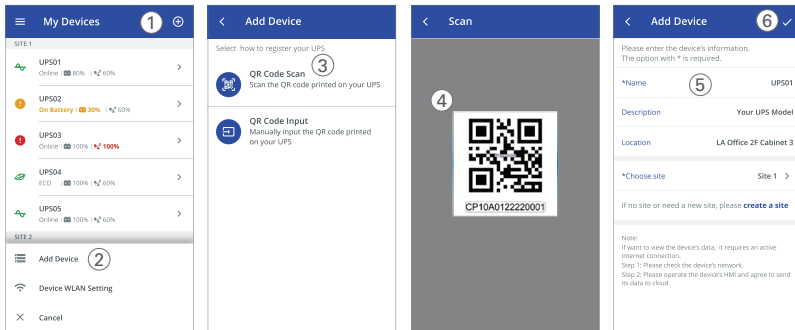 My Devices
1
SITE 1
UPS01
Online | 80% | 60%
UPS02
On Battery | 30% | 60%
UPS03
Online | 100% | 100%
UPS04
ECO | 100% | 60%
UPS05
Online | 100% | 60%
SITE 2
Add Device
2
Device WLAN Setting
Cancel
Add Device
Select how to register your UPS
3
QR Code Scan
Scan the QR code printed on your UPS
QR Code Input
Manually input the QR code printed
on your UPS
Scan
4
CP10A0122220001
Add Device
6
Please enter the device's information.
The option with * is required.
5
*Name UPS01
Description Your UPS Model
Location LA Office 2F Cabinet 3
*Choose site Site 1
If no site or need a new site, please create a site
Note:
If want to view the device's data, it requires an active
internet connection.
Step 1: Please check the device's network.
Step 2: Please operate the device's HMI and agree to send
its data to cloud.